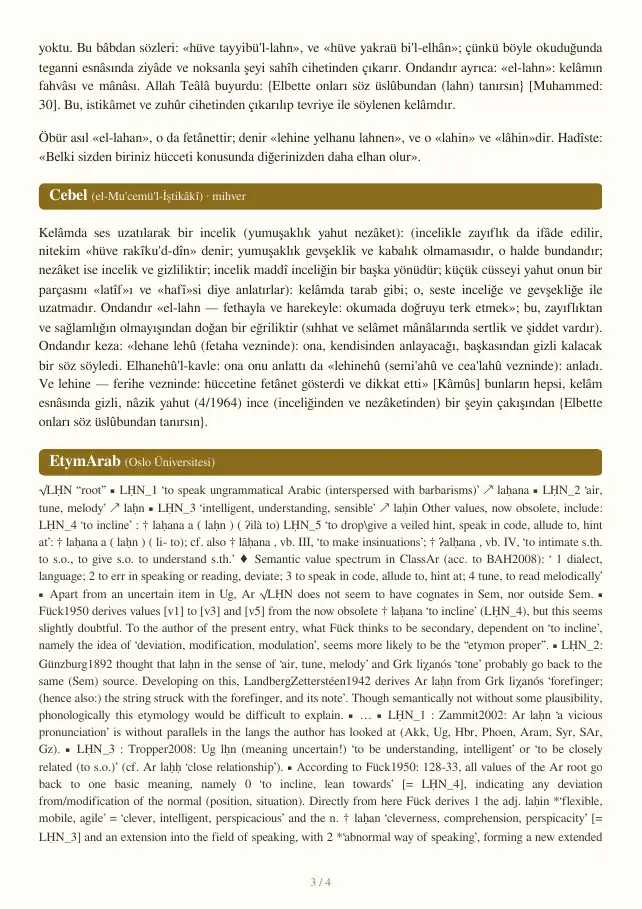 yoktu. Bu bâbdan sözleri: «hüve tayyibü'l-lahn», ve «hüve yakraü bi'l-elhân»; çünkü böyle okuduğunda
teganni esnâsında ziyâde ve noksanla şeyi sahîh cihetinden çıkarır. Ondandır ayrıca: «el-lahn»: kelâmın
fahvâsı ve mânâsı. Allah Teâlâ buyurdu: {Elbette onları söz üslûbundan (lahn) tanırsın} [Muhammed:
30]. Bu, istikâmet ve zuhûr cihetinden çıkarılıp tevriye ile söylenen kelâmdır.
Öbür asıl «el-lahan», o da fetânettir; denir «lehine yelhanu lahnen», ve o «lahin» ve «lâhin»dir. Hadîste:
«Belki sizden biriniz hücceti konusunda diğerinizden daha elhan olur».
Cebel (el-Mu'cemü'l-İştikâkî) · mihver
Kelâmda ses uzatılarak bir incelik (yumuşaklık yahut nezâket): (incelikle zayıflık da ifâde edilir,
nitekim «hüve rakîku'd-dîn» denir; yumuşaklık gevşeklik ve kabalık olmamasıdır, o halde bundandır;
nezâket ise incelik ve gizliliktir; incelik maddî inceliğin bir başka yönüdür; küçük cüsseyi yahut onun bir
parçasını «latîf»ı ve «hafî»si diye anlatırlar): kelâmda tarab gibi; o, seste inceliğe ve gevşekliğe ile
uzatmadır. Ondandır «el-lahn — fethayla ve harekeyle: okumada doğruyu terk etmek»; bu, zayıflıktan
ve sağlamlığın olmayışından doğan bir eğriliktir (sıhhat ve selâmet mânâlarında sertlik ve şiddet vardır).
Ondandır keza: «lehane lehû (fetaha vezninde): ona, kendisinden anlayacağı, başkasından gizli kalacak
bir söz söyledi. Elhanehû'l-kavle: ona onu anlattı da «lehinehû (semi'ahû ve cea'lahû vezninde): anladı.
Ve lehine — ferihe vezninde: hüccetine fetânet gösterdi ve dikkat etti» [Kâmûs] bunların hepsi, kelâm
esnâsında gizli, nâzik yahut (4/1964) ince (inceliğinden ve nezâketinden) bir şeyin çakışından {Elbette
onları söz üslûbundan tanırsın}.
EtymArab (Oslo Üniversitesi)
√LḤN “root” ▪ LḤN_1 ‘to speak ungrammatical Arabic (interspersed with barbarisms)’ ↗ laḥana ▪ LḤN_2 ‘air,
tune, melody’ ↗ laḥn ▪ LḤN_3 ‘intelligent, understanding, sensible’ ↗ laḥin Other values, now obsolete, include:
LḤN_4 ‘to incline’ : † laḥana a ( laḥn ) ( ʔilà to) LḤN_5 ‘to drop\give a veiled hint, speak in code, allude to, hint
at’: † laḥana a ( laḥn ) ( li- to); cf. also † lāḥana , vb. III, ‘to make insinuations’; † ʔalḥana , vb. IV, ‘to intimate s.th.
to s.o., to give s.o. to understand s.th.’ ♦ Semantic value spectrum in ClassAr (acc. to BAH2008): ‘ 1 dialect,
language; 2 to err in speaking or reading, deviate; 3 to speak in code, allude to, hint at; 4 tune, to read melodically’
▪ Apart from an uncertain item in Ug, Ar √LḤN does not seem to have cognates in Sem, nor outside Sem. ▪
Fück1950 derives values [v1] to [v3] and [v5] from the now obsolete † laḥana ‘to incline’ (LḤN_4), but this seems
slightly doubtful. To the author of the present entry, what Fück thinks to be secondary, dependent on ‘to incline’,
namely the idea of ‘deviation, modification, modulation’, seems more likely to be the “etymon proper”. ▪ LḤN_2:
Günzburg1892 thought that laḥn in the sense of ‘air, tune, melody’ and Grk liχanós ‘tone’ probably go back to the
same (Sem) source. Developing on this, LandbergZetterstéen1942 derives Ar laḥn from Grk liχanós ‘forefinger;
(hence also:) the string struck with the forefinger, and its note’. Though semantically not without some plausibility,
phonologically this etymology would be difficult to explain. ▪ … ▪ LḤN_1 : Zammit2002: Ar laḥn ‘a vicious
pronunciation’ is without parallels in the langs the author has looked at (Akk, Ug, Hbr, Phoen, Aram, Syr, SAr,
Gz). ▪ LḤN_3 : Tropper2008: Ug lḥn (meaning uncertain!) ‘to be understanding, intelligent’ or ‘to be closely
related (to s.o.)’ (cf. Ar laḥḥ ‘close relationship’). ▪ According to Fück1950: 128-33, all values of the Ar root go
back to one basic meaning, namely 0 ‘to incline, lean towards’ [= LḤN_4], indicating any deviation
from/modification of the normal (position, situation). Directly from here Fück derives 1 the adj. laḥin *‘flexible,
mobile, agile’ = ‘clever, intelligent, perspicacious’ and the n. † laḥan ‘cleverness, comprehension, perspicacity’ [=
LḤN_3] and an extension into the field of speaking, with 2 *‘abnormal way of speaking’, forming a new extended
3 / 4